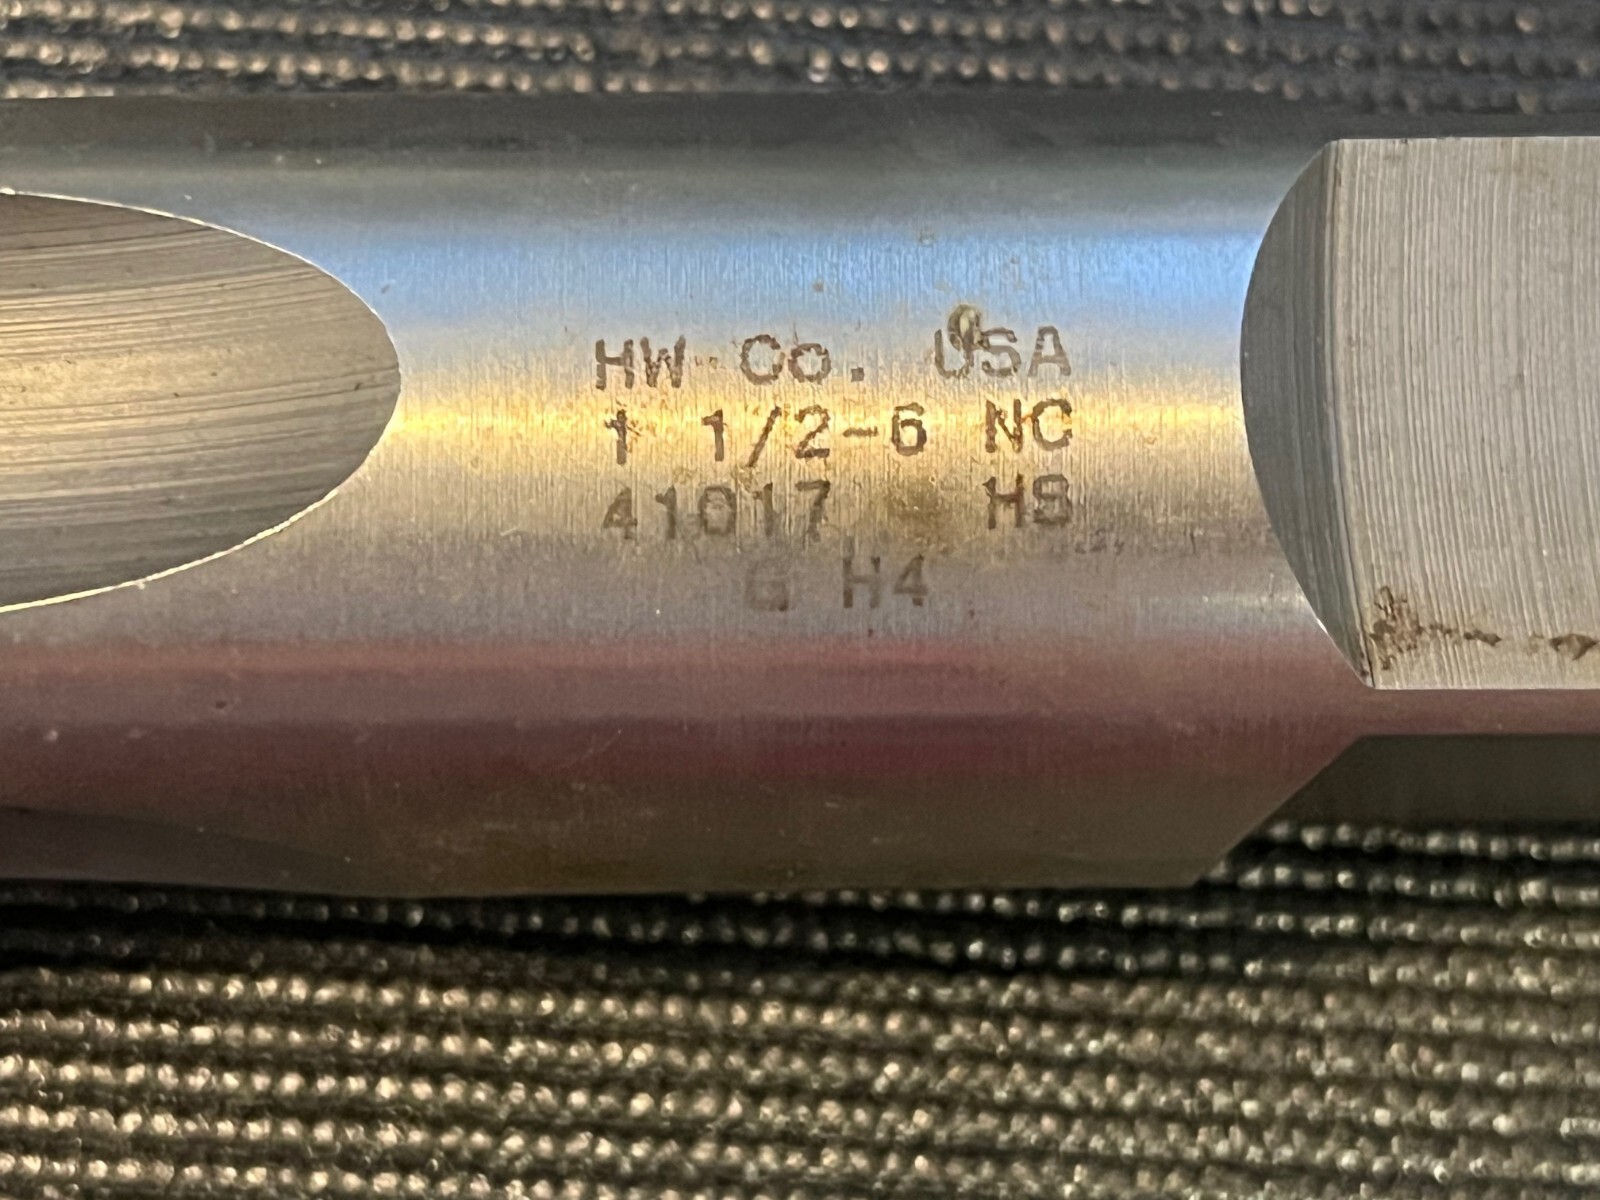 HW Co. USA
1 1/2-6 NC
41017 HS
G H4